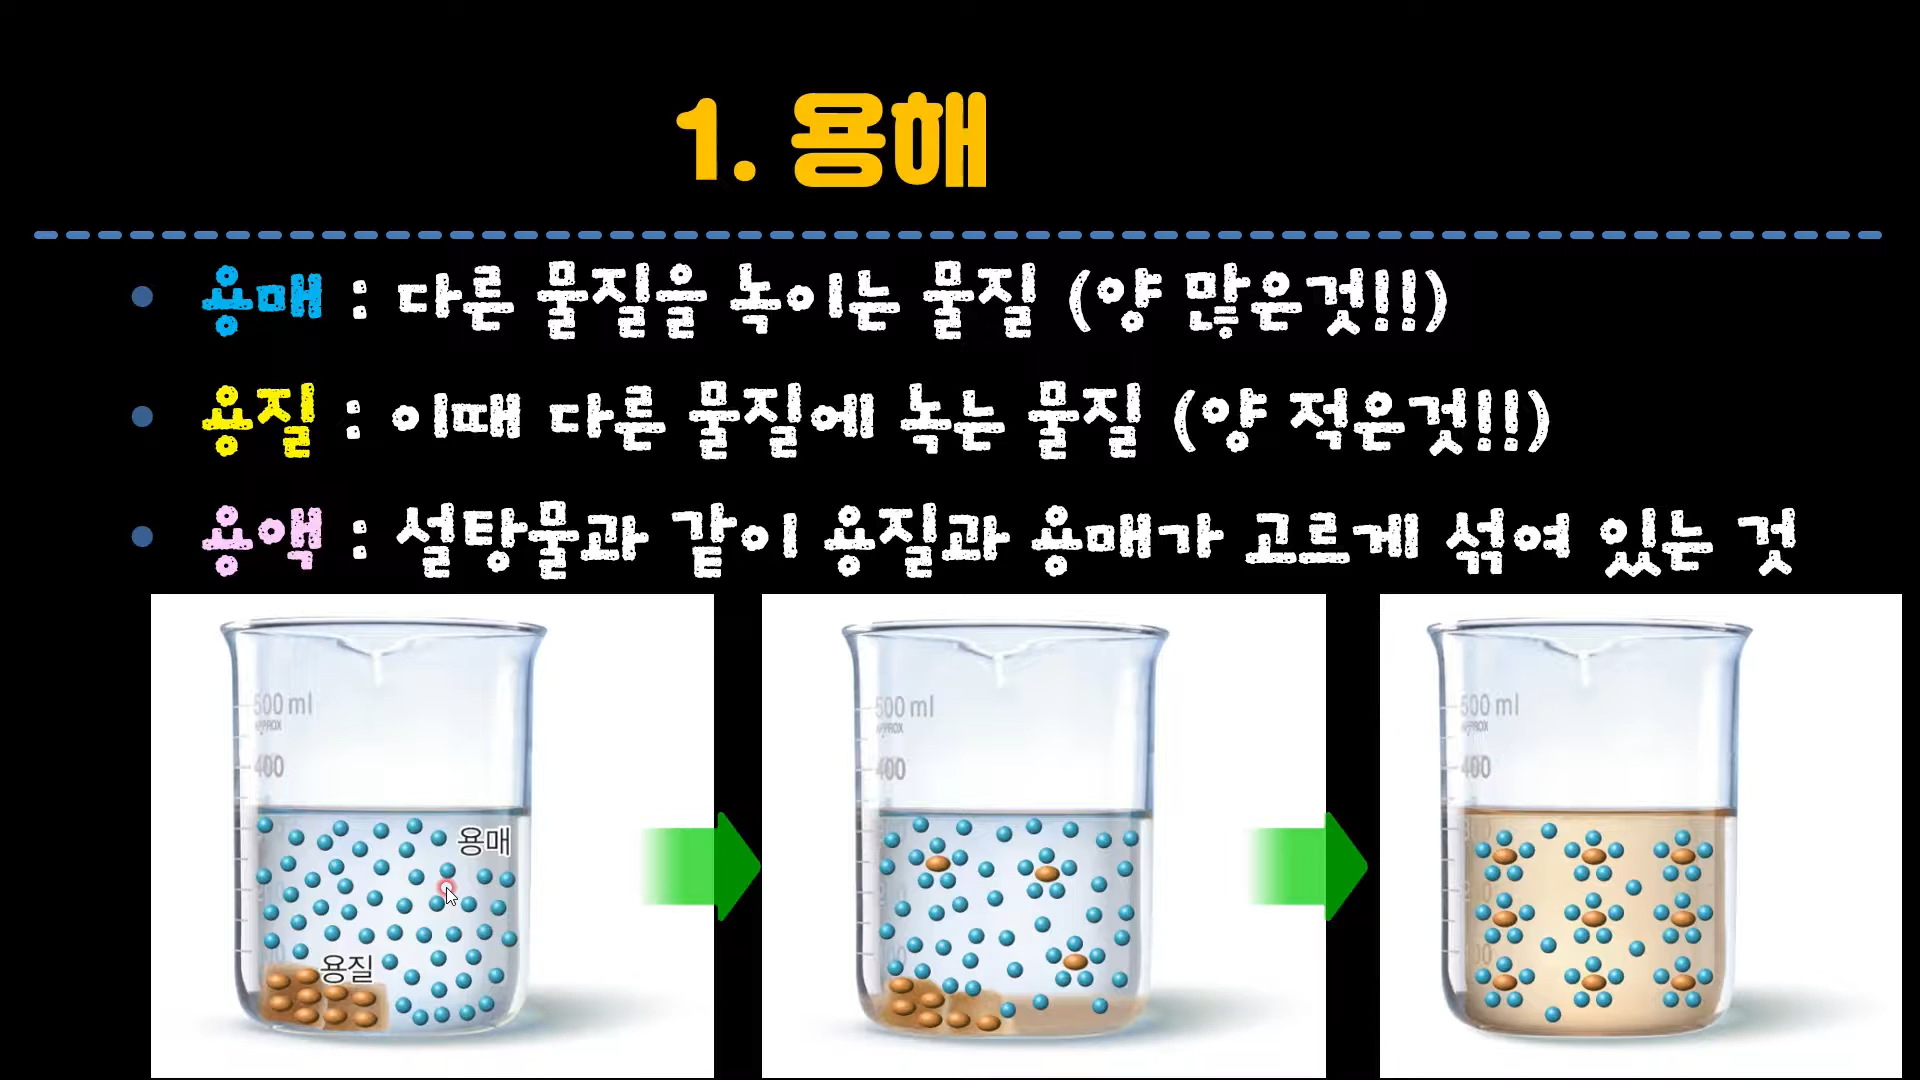 1. 용해
용매 : 다른 물질을 녹이는 물질 (양 많은것!!)
용질 : 이때 다른 물질에 녹는 물질 (양 적은것!!)
용액 : 설탕물과 같이 용질과 용매가 고르게 섞여 있는 것
500 ml
APPROX
400
용매
용질
500 ml
APPROX
400
500 ml
APPROX
400